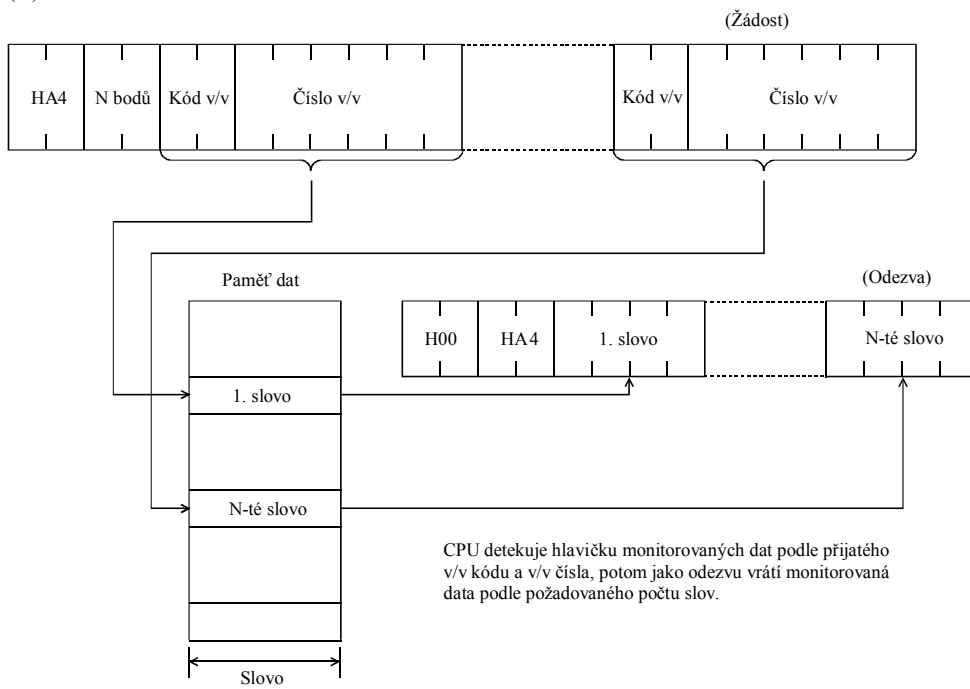 (Žádost)
HA4 N bodů Kód v/v Číslo v/v Kód v/v Číslo v/v
Paměť dat
(Odezva)
H00 HA4 1. slovo N-té slovo
1. slovo
N-té slovo
CPU detekuje hlavičku monitorovaných dat podle přijatého
v/v kódu a v/v čísla, potom jako odezvu vrátí monitorovaná
data podle požadovaného počtu slov.
Slovo